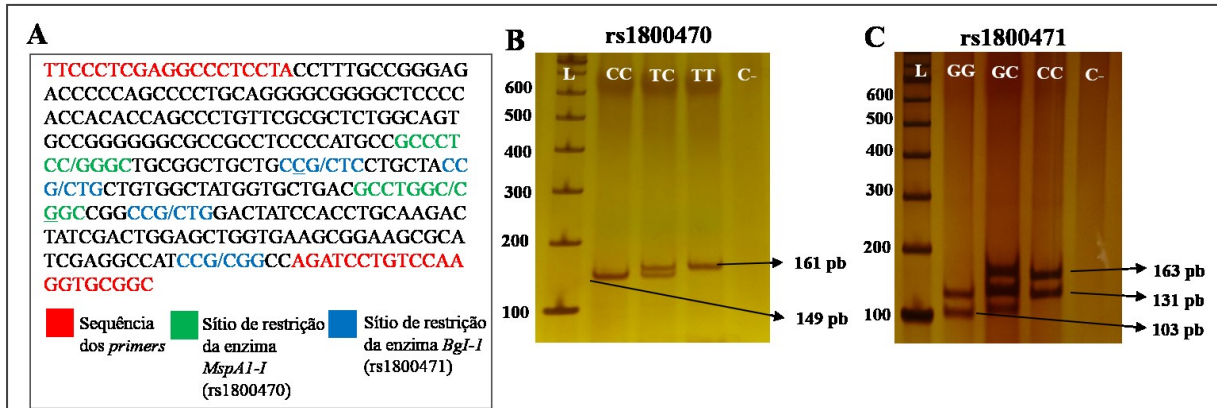 A
TTCCCTCGAGGCCCTCCTACCTTTGCCGGGAG
ACCCCCAGCCCCTGCAGGGGCGGGGCTCCCC
ACCACACCAGCCCTGTTCGCGCTCTGGCAGT
GCCGGGGGGCGCCGCCTCCCCATGCCGCCCT
CC/GGGCTGCGGCTGCTGCCG/CTCCTGCTACC
G/CTGCTGTGGCTATGGTGCTGACGCCTGGC/C
GGCCGGCCG/CTGGACTATCCACCTGCAAGAC
TATCGACTGGAGCTGGTGAAGCGGAAGCGCA
TCGAGGCCATCCG/CGGCCAGATCCTGTCCAA
GGTGCGGC
Sequência
dos primers
Sítio de restrição
da enzima
MspA1-I
(rs1800470)
Sítio de restrição
da enzima BgI-1
(rs1800471)
B
rs1800470
L CC TC TT C-
600
500
400
300
200
100
161 pb
149 pb
C
rs1800471
L GG GC CC C-
600
500
400
300
200
100
163 pb
131 pb
103 pb